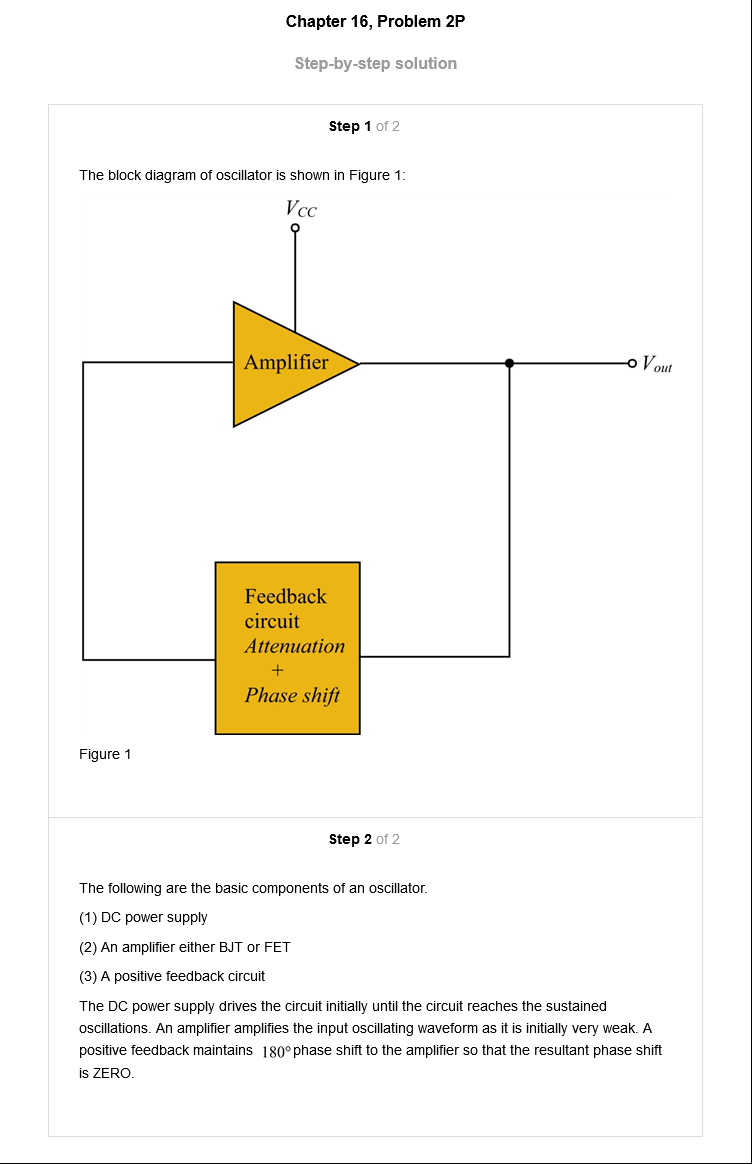 Chapter 16, Problem 2P
Step-by-step solution
Step 1 of 2
The block diagram of oscillator is shown in Figure 1:
VCC
Amplifier
Vout
Feedback
circuit
Attenuation
+
Phase shift
Figure 1
Step 2 of 2
The following are the basic components of an oscillator.
(1) DC power supply
(2) An amplifier either BJT or FET
(3) A positive feedback circuit
The DC power supply drives the circuit initially until the circuit reaches the sustained
oscillations. An amplifier amplifies the input oscillating waveform as it is initially very weak. A
positive feedback maintains 180° phase shift to the amplifier so that the resultant phase shift
is ZERO.